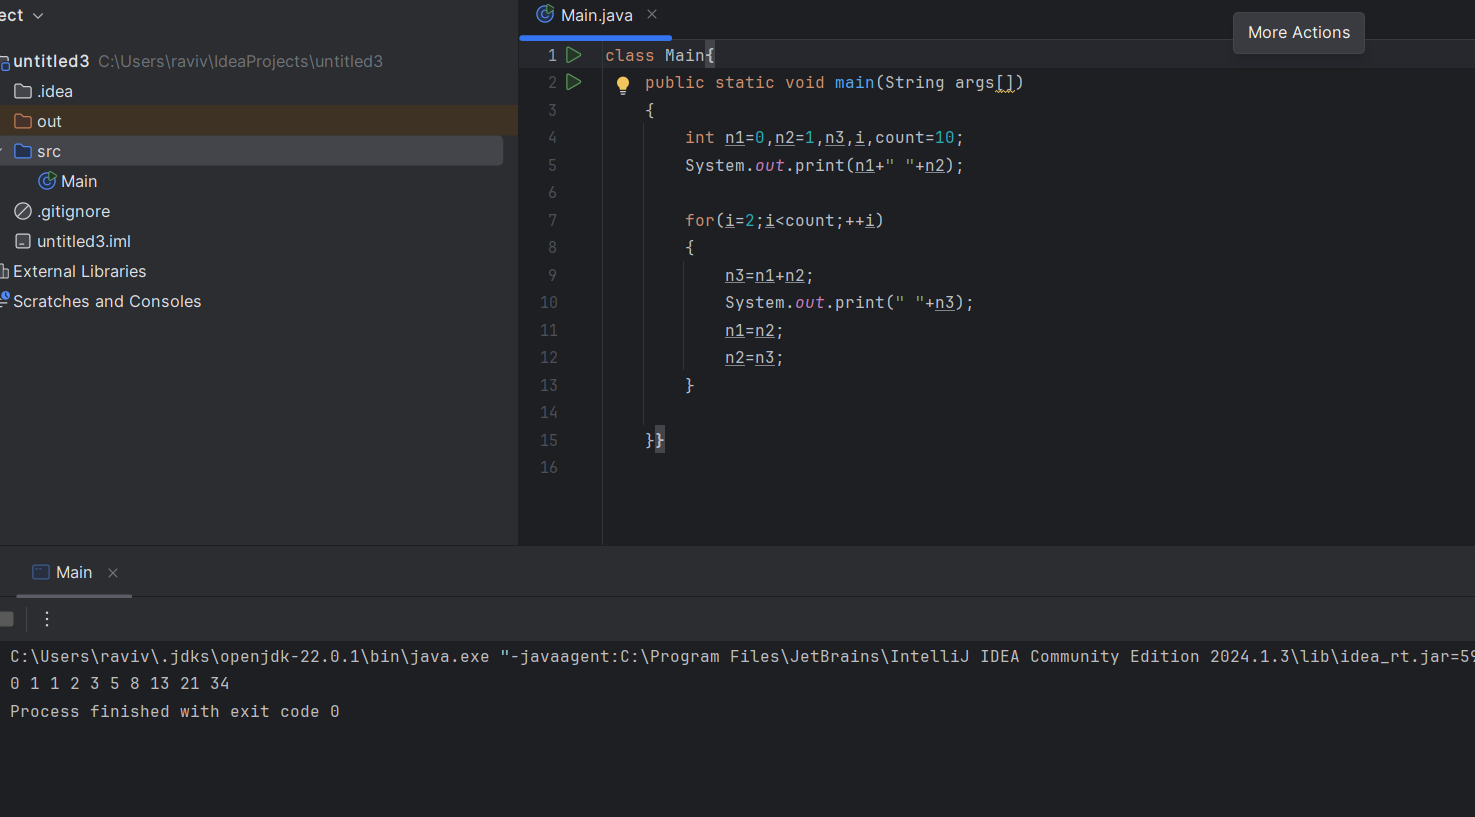 ect
Main.java
More Actions
untitled3 C:\Users\raviv\IdeaProjects\untitled3
.idea
out
src
Main
.gitignore
untitled3.iml
External Libraries
Scratches and Consoles
1 class Main{
2 public static void main(String args[])
3 {
4 int n1=0,n2=1,n3,i,count=10;
5 System.out.print(n1+" "+n2);
6
7 for(i=2;i<count;++i)
8 {
9 n3=n1+n2;
10 System.out.print(" "+n3);
11 n1=n2;
12 n2=n3;
13 }
14
15 }}
16
Main
C:\Users\raviv\.jdks\openjdk-22.0.1\bin\java.exe "-javaagent:C:\Program Files\JetBrains\IntelliJ IDEA Community Edition 2024.1.3\lib\idea_rt.jar=59
0 1 1 2 3 5 8 13 21 34
Process finished with exit code 0